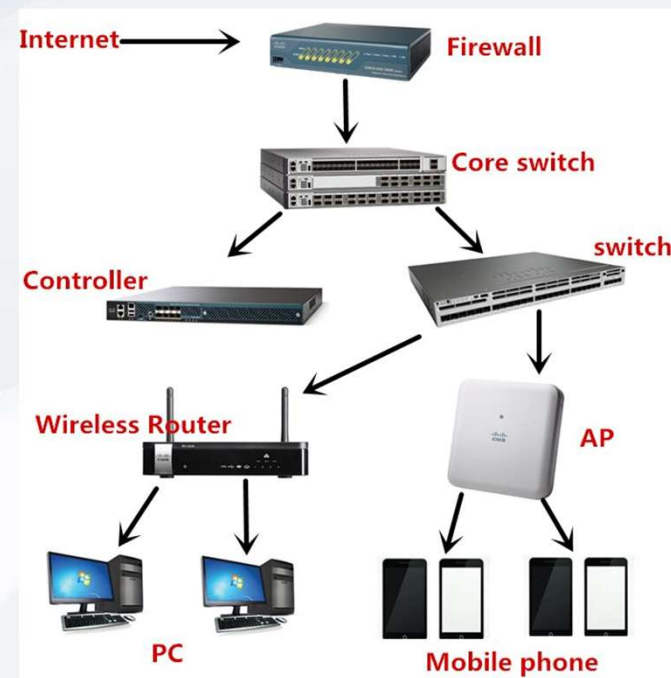 Internet
Firewall
Core switch
switch
Controller
Wireless Router
AP
PC
Mobile phone